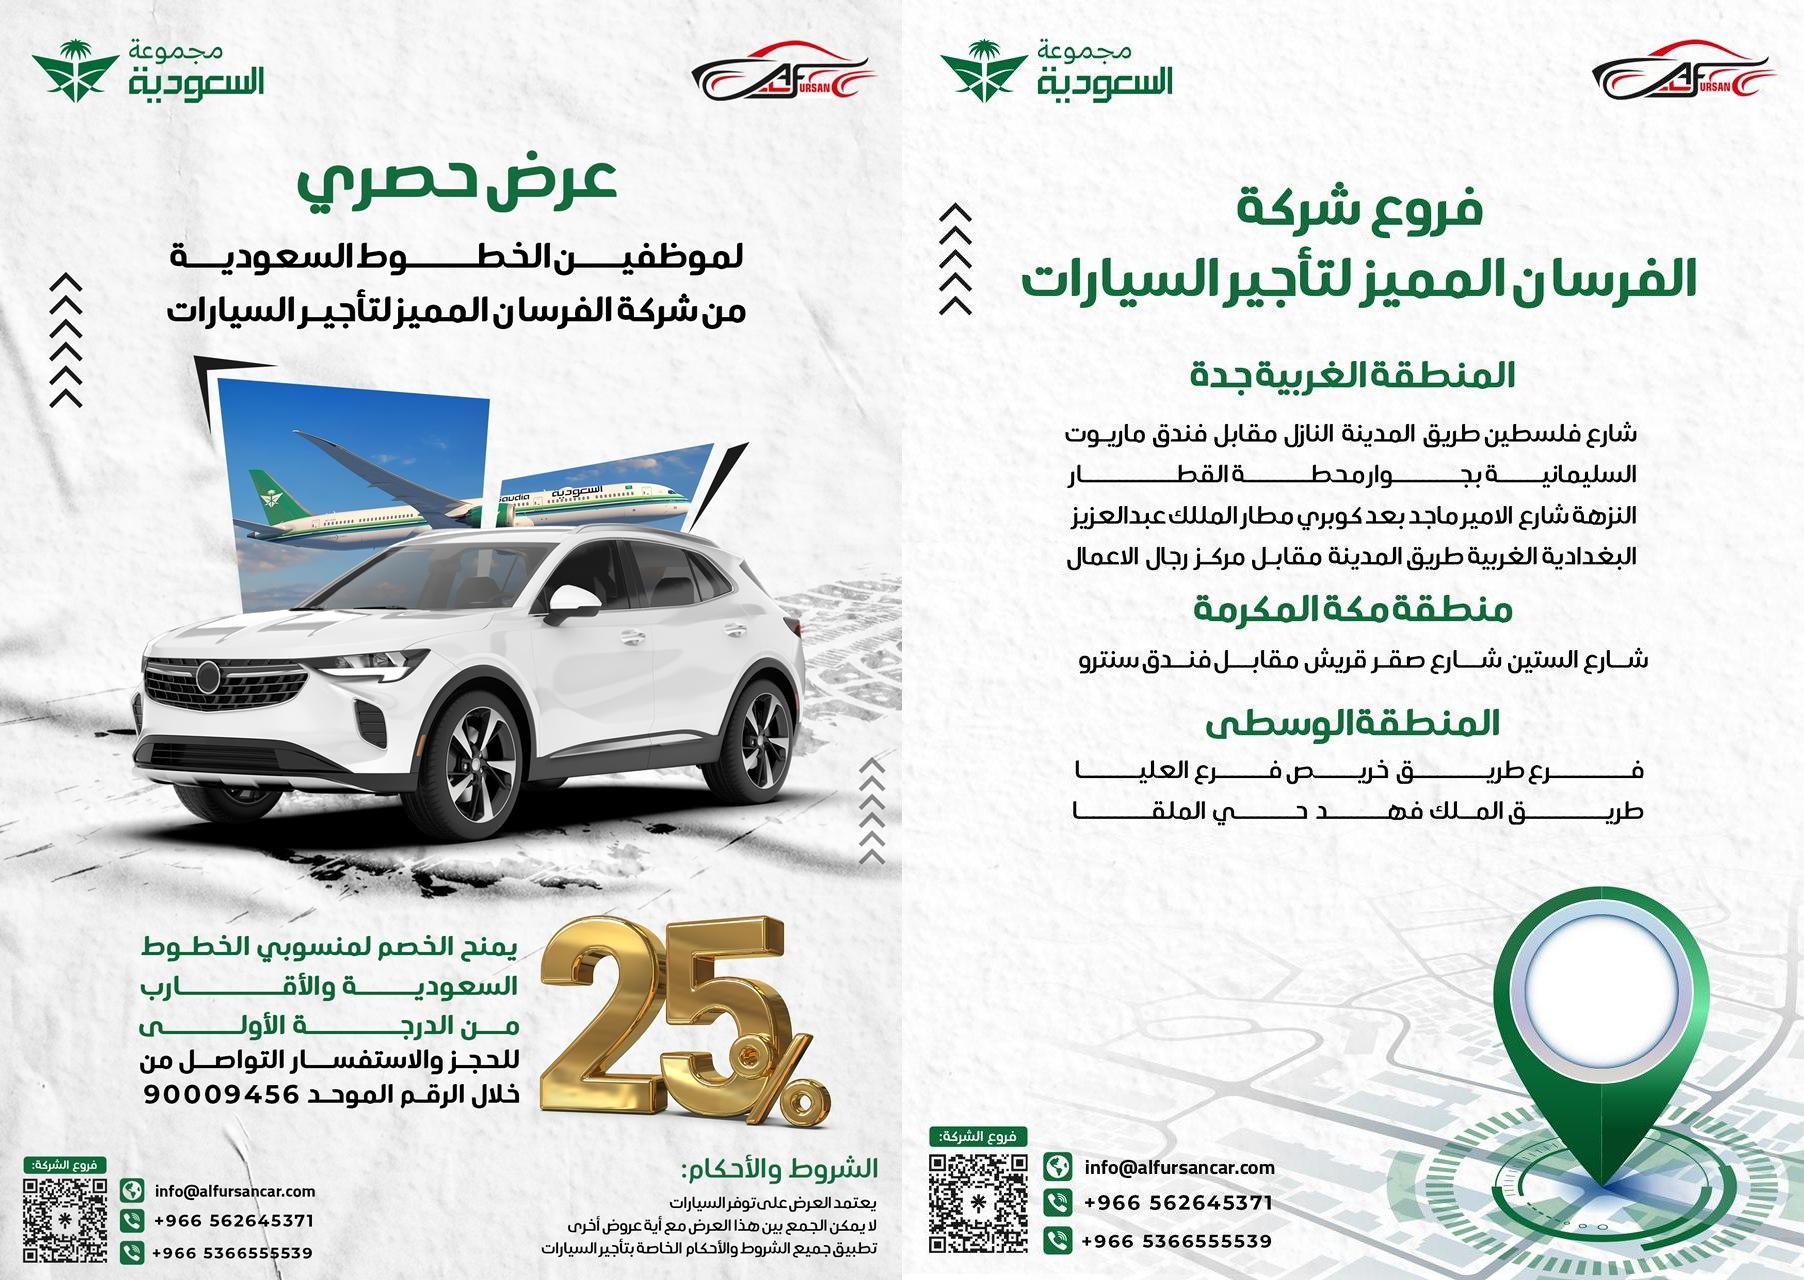 مجموعة
السعودية
ALFURSAN
عرض حصري
لموظفين الخطوط السعودية
من شركة الفرسان المميز لتأجير السيارات
Saudia السعودية
25%
يمنح الخصم لمنسوبي الخطوط
السعودية والأقارب
من الدرجة الأولى
للحجز والاستفسار التواصل من
خلال الرقم الموحد 90009456
الشروط والأحكام:
يعتمد العرض على توفر السيارات
لا يمكن الجمع بين هذا العرض مع أية عروض أخرى
تطبيق جميع الشروط والأحكام الخاصة بتأجير السيارات
فروع الشركة:
info@alfursancar.com
+966 562645371
+966 5366555539
مجموعة
السعودية
ALFURSAN
فروع شركة
الفرسان المميز لتأجير السيارات
المنطقة الغربية جدة
شارع فلسطين طريق المدينة النازل مقابل فندق ماريوت
السليمانية بجوار محطة القطار
النزهة شارع الامير ماجد بعد كوبري مطار المللك عبدالعزيز
البغدادية الغربية طريق المدينة مقابل مركز رجال الاعمال
منطقة مكة المكرمة
شارع الستين شارع صقر قريش مقابل فندق سنترو
المنطقة الوسطى
فرع طريق خريص فرع العليا
طريق الملك فهد حي الملقا
فروع الشركة:
info@alfursancar.com
+966 562645371
+966 5366555539